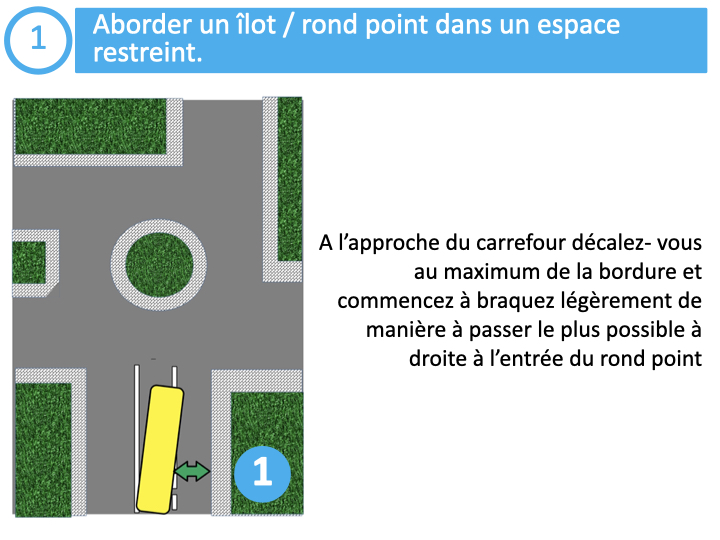 1
Aborder un îlot / rond point dans un espace
restreint.
A l’approche du carrefour décalez- vous
au maximum de la bordure et
commencez à braquez légèrement de
manière à passer le plus possible à
droite à l’entrée du rond point
1